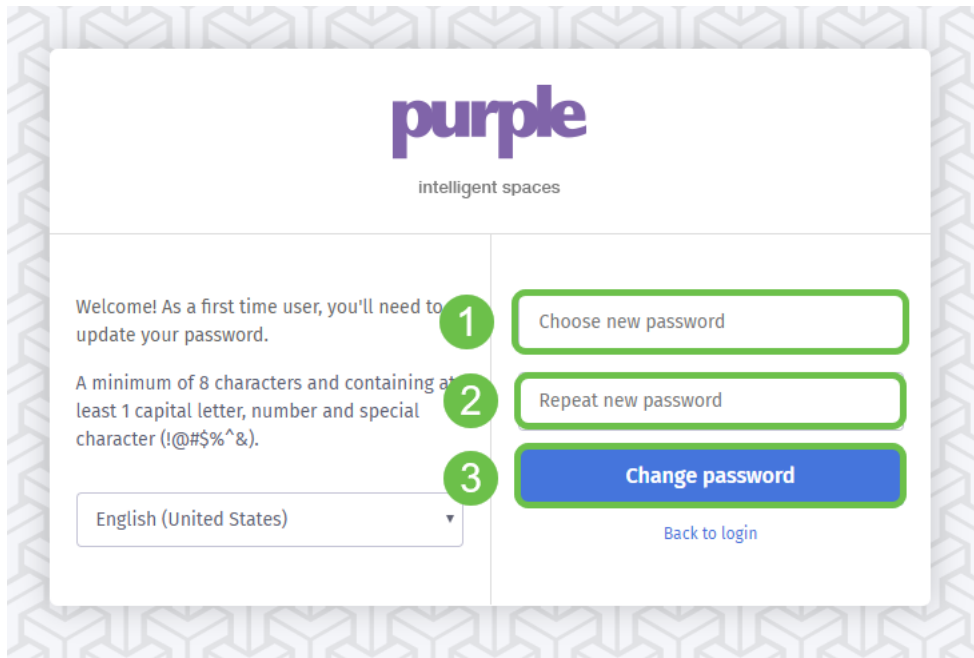 purple
intelligent spaces
Welcome! As a first time user, you'll need to
update your password.
A minimum of 8 characters and containing at
least 1 capital letter, number and special
character (!@#$%^&).
English (United States)
1
Choose new password
2
Repeat new password
3
Change password
Back to login